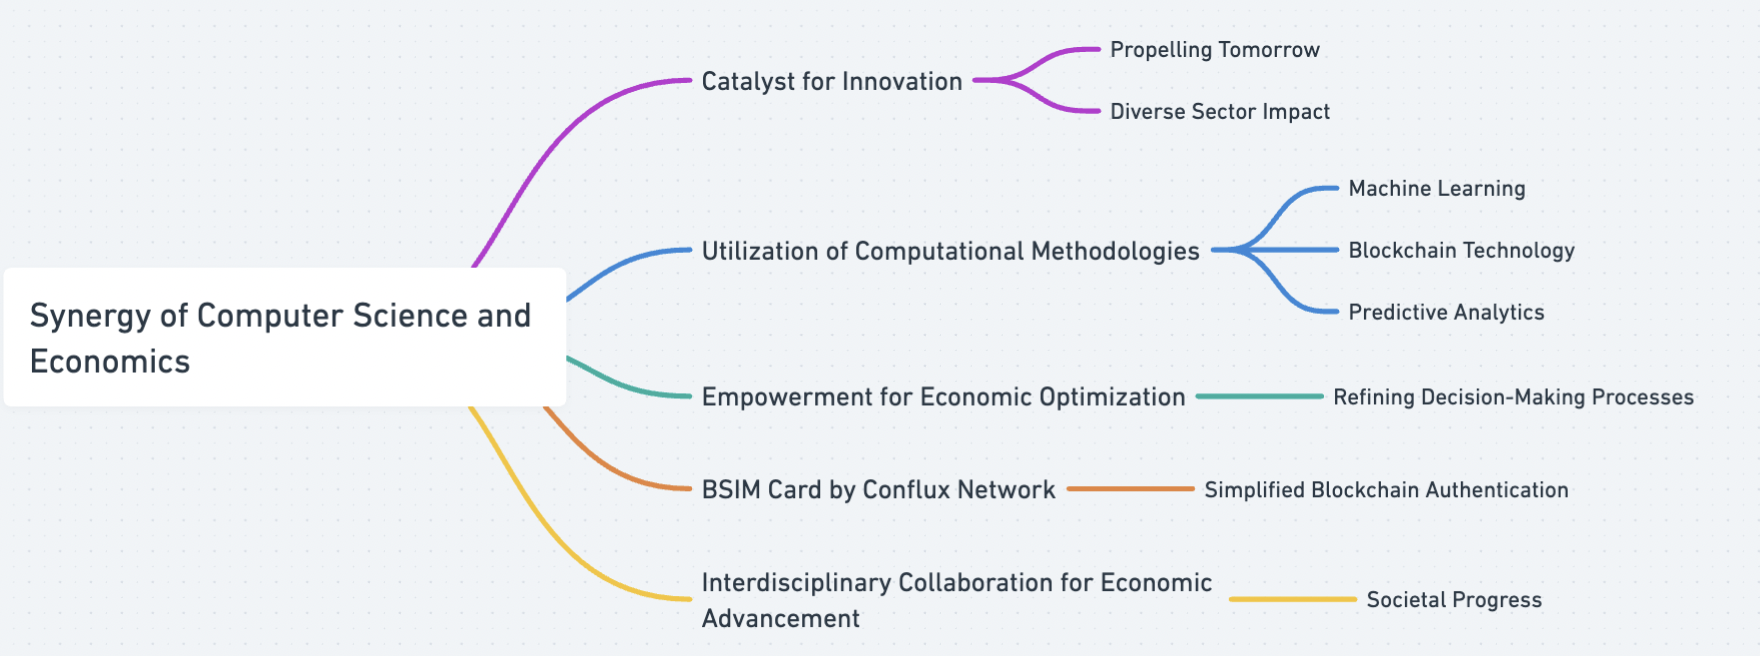 Synergy of Computer Science and
Economics
Catalyst for Innovation
Propelling Tomorrow
Diverse Sector Impact
Utilization of Computational Methodologies
Machine Learning
Blockchain Technology
Predictive Analytics
Empowerment for Economic Optimization
Refining Decision-Making Processes
BSIM Card by Conflux Network
Simplified Blockchain Authentication
Interdisciplinary Collaboration for Economic
Advancement
Societal Progress